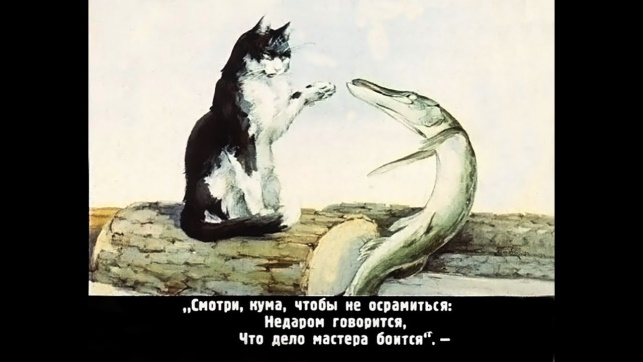 „Смотри, кума, чтобы не осрамиться:
Недаром говорится,
Что дело мастера боится“. —